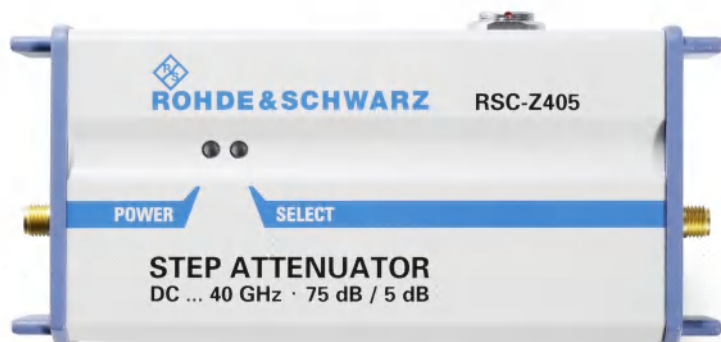 R S
ROHDE&SCHWARZ
RSC-Z405
POWER
SELECT
STEP ATTENUATOR
DC ... 40 GHz · 75 dB / 5 dB